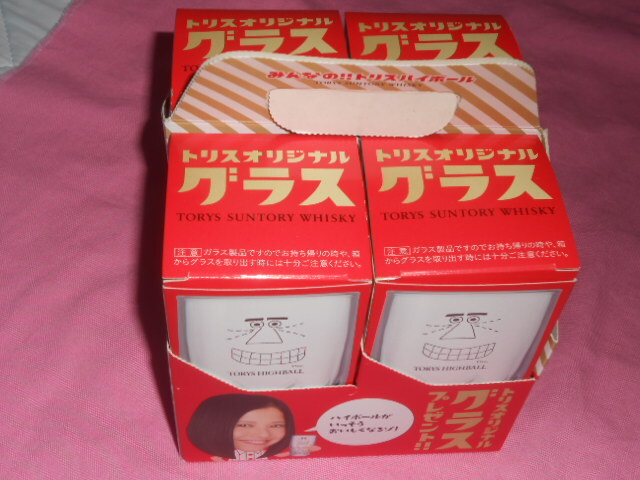 トリスオリジナル
グラス
TORYS SUNTORY WHISKY
トリスオリジナル
グラス
みんなの!!トリスハイボール
TORYS SUNTORY WHISKY
トリスオリジナル
グラス
TORYS SUNTORY WHISKY
注意 ガラス製品ですのでお持ち帰りの時や、箱
からグラスを取り出す時には十分ご注意ください。
トリスオリジナル
グラス
TORYS SUNTORY WHISKY
注意 ガラス製品ですのでお持ち帰りの時や、箱
からグラスを取り出す時には十分ご注意ください。
TORYS HIGHBALL
TORYS HIGHBALL
ハイボールが
いっそう
おいしくなるゾ!
トリスオリジナル
グラス
プレゼント!!